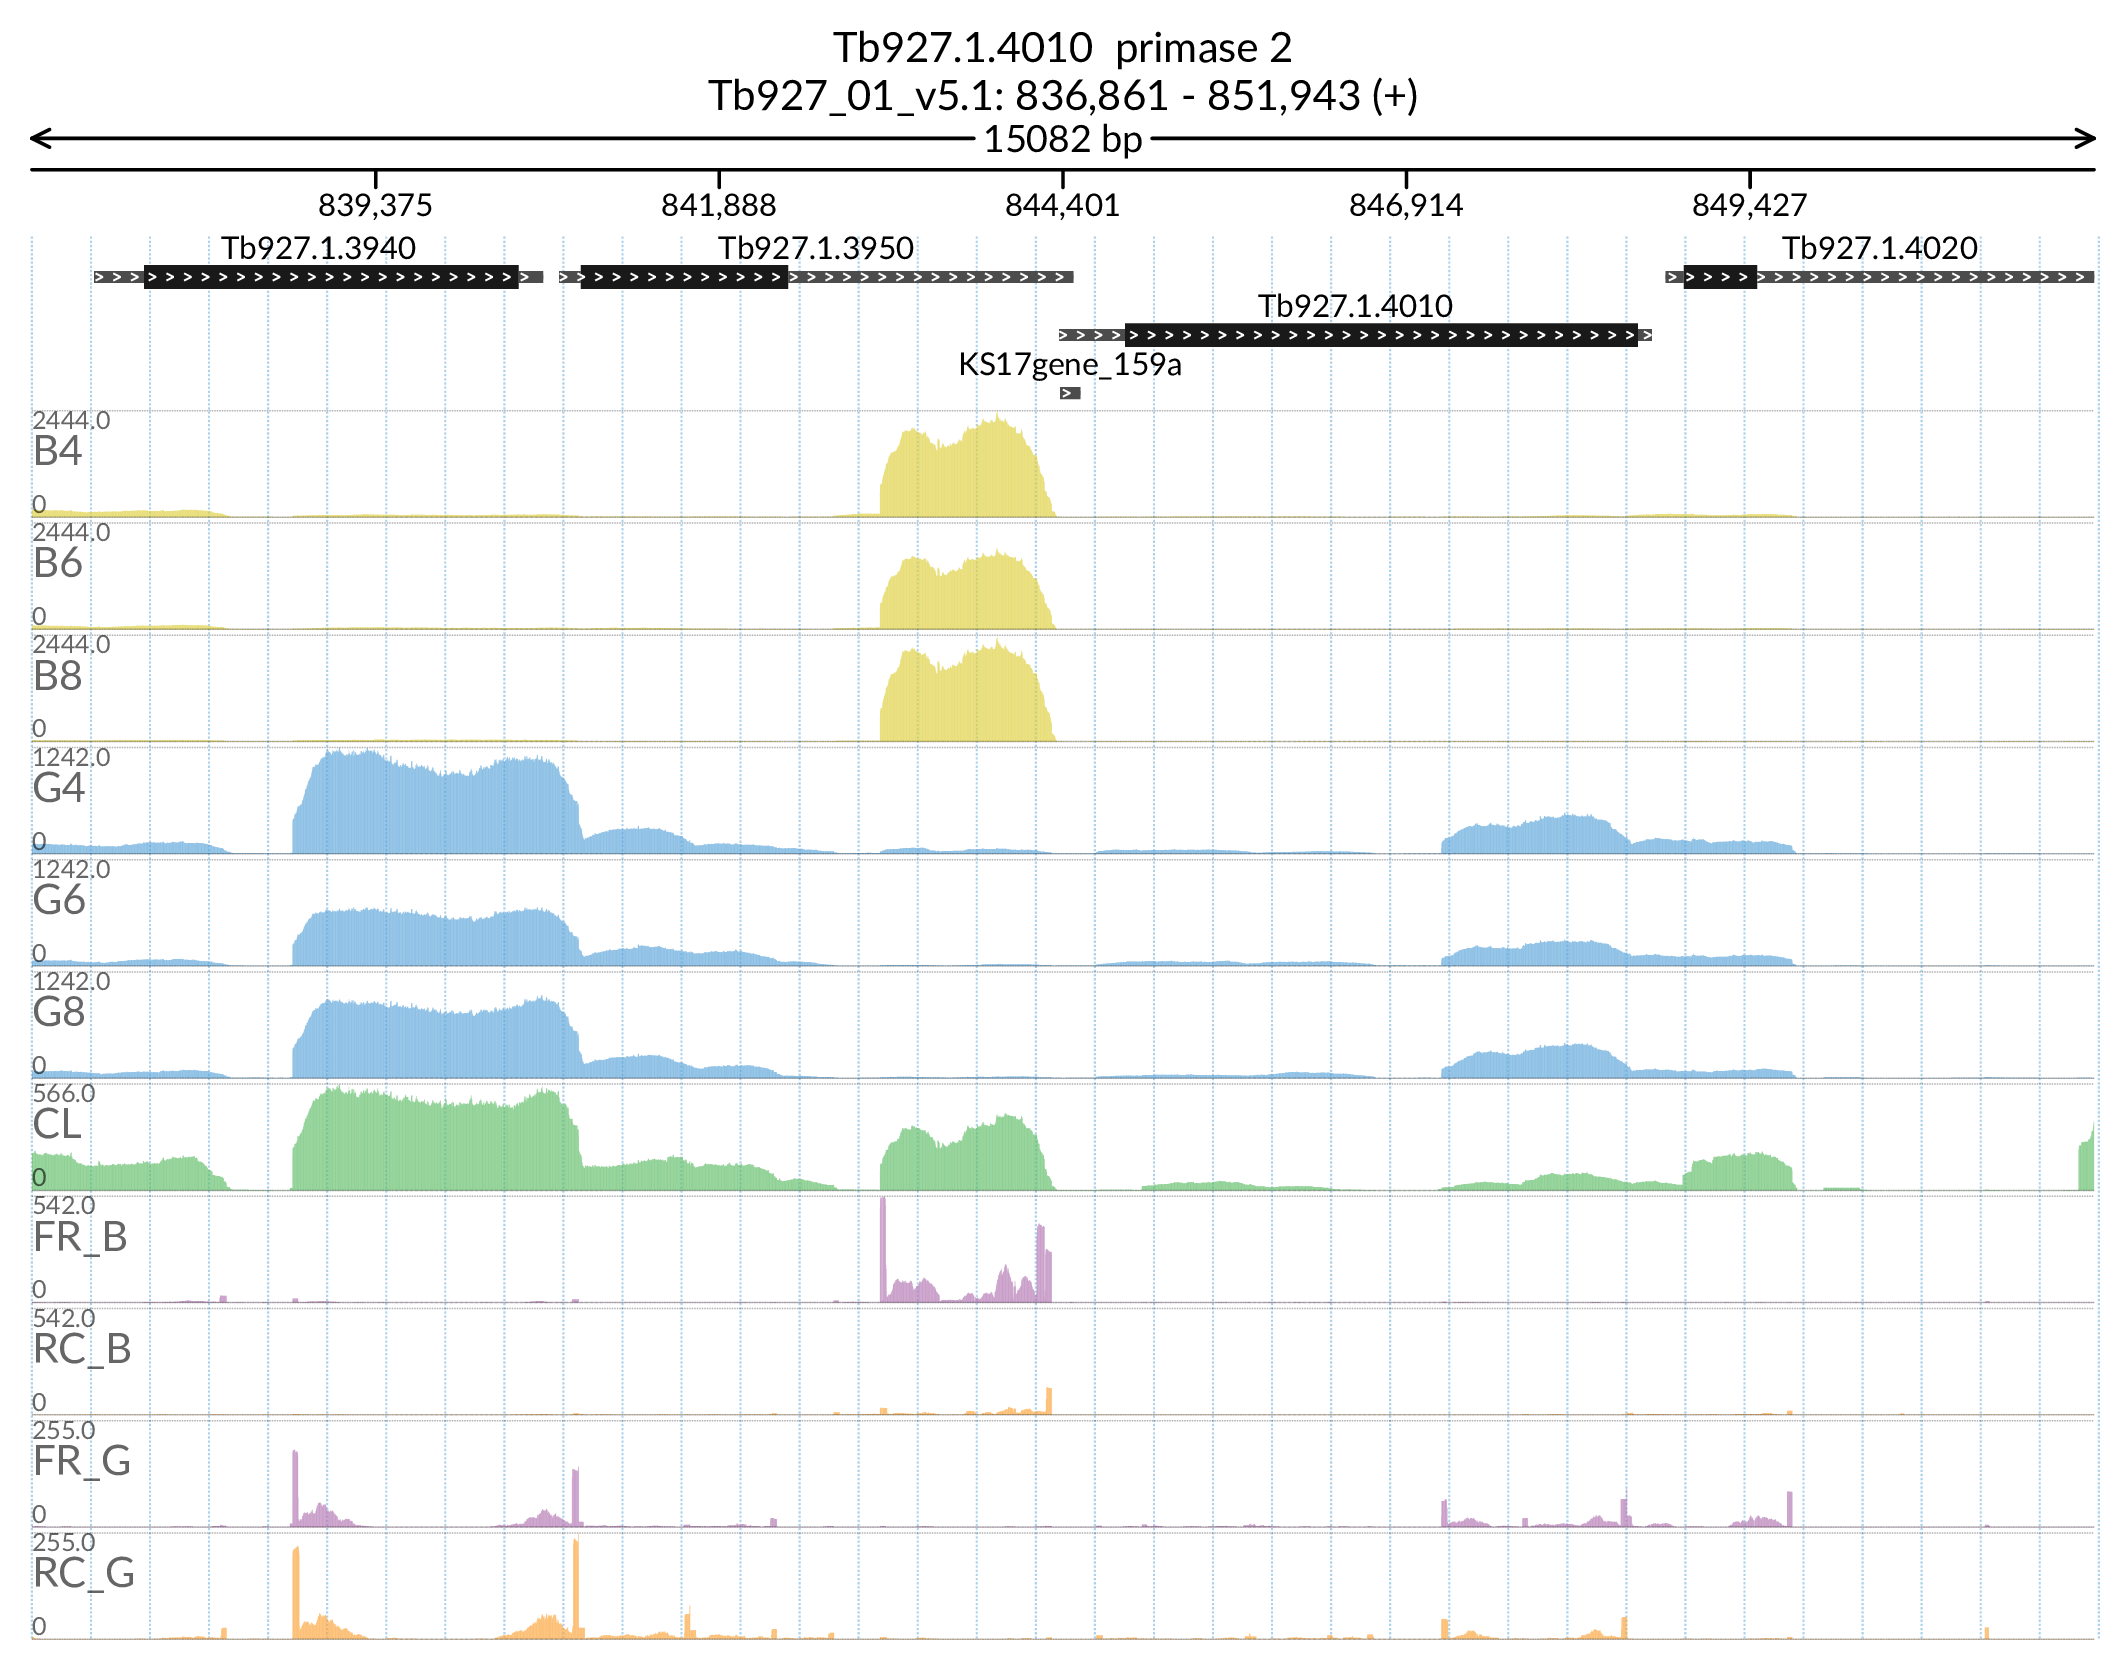 Tb927.1.4010 primase 2
Tb927_01_v5.1: 836,861 - 851,943 (+)
15082 bp
839,375 841,888 844,401 846,914 849,427
Tb927.1.3940 Tb927.1.3950 Tb927.1.4020
Tb927.1.4010
KS17gene_159a
2444.0
B4
0
2444.0
B6
0
2444.0
B8
0
1242.0
G4
0
1242.0
G6
0
1242.0
G8
0
566.0
CL
0
542.0
FR_B
0
542.0
RC_B
0
255.0
FR_G
0
255.0
RC_G
0